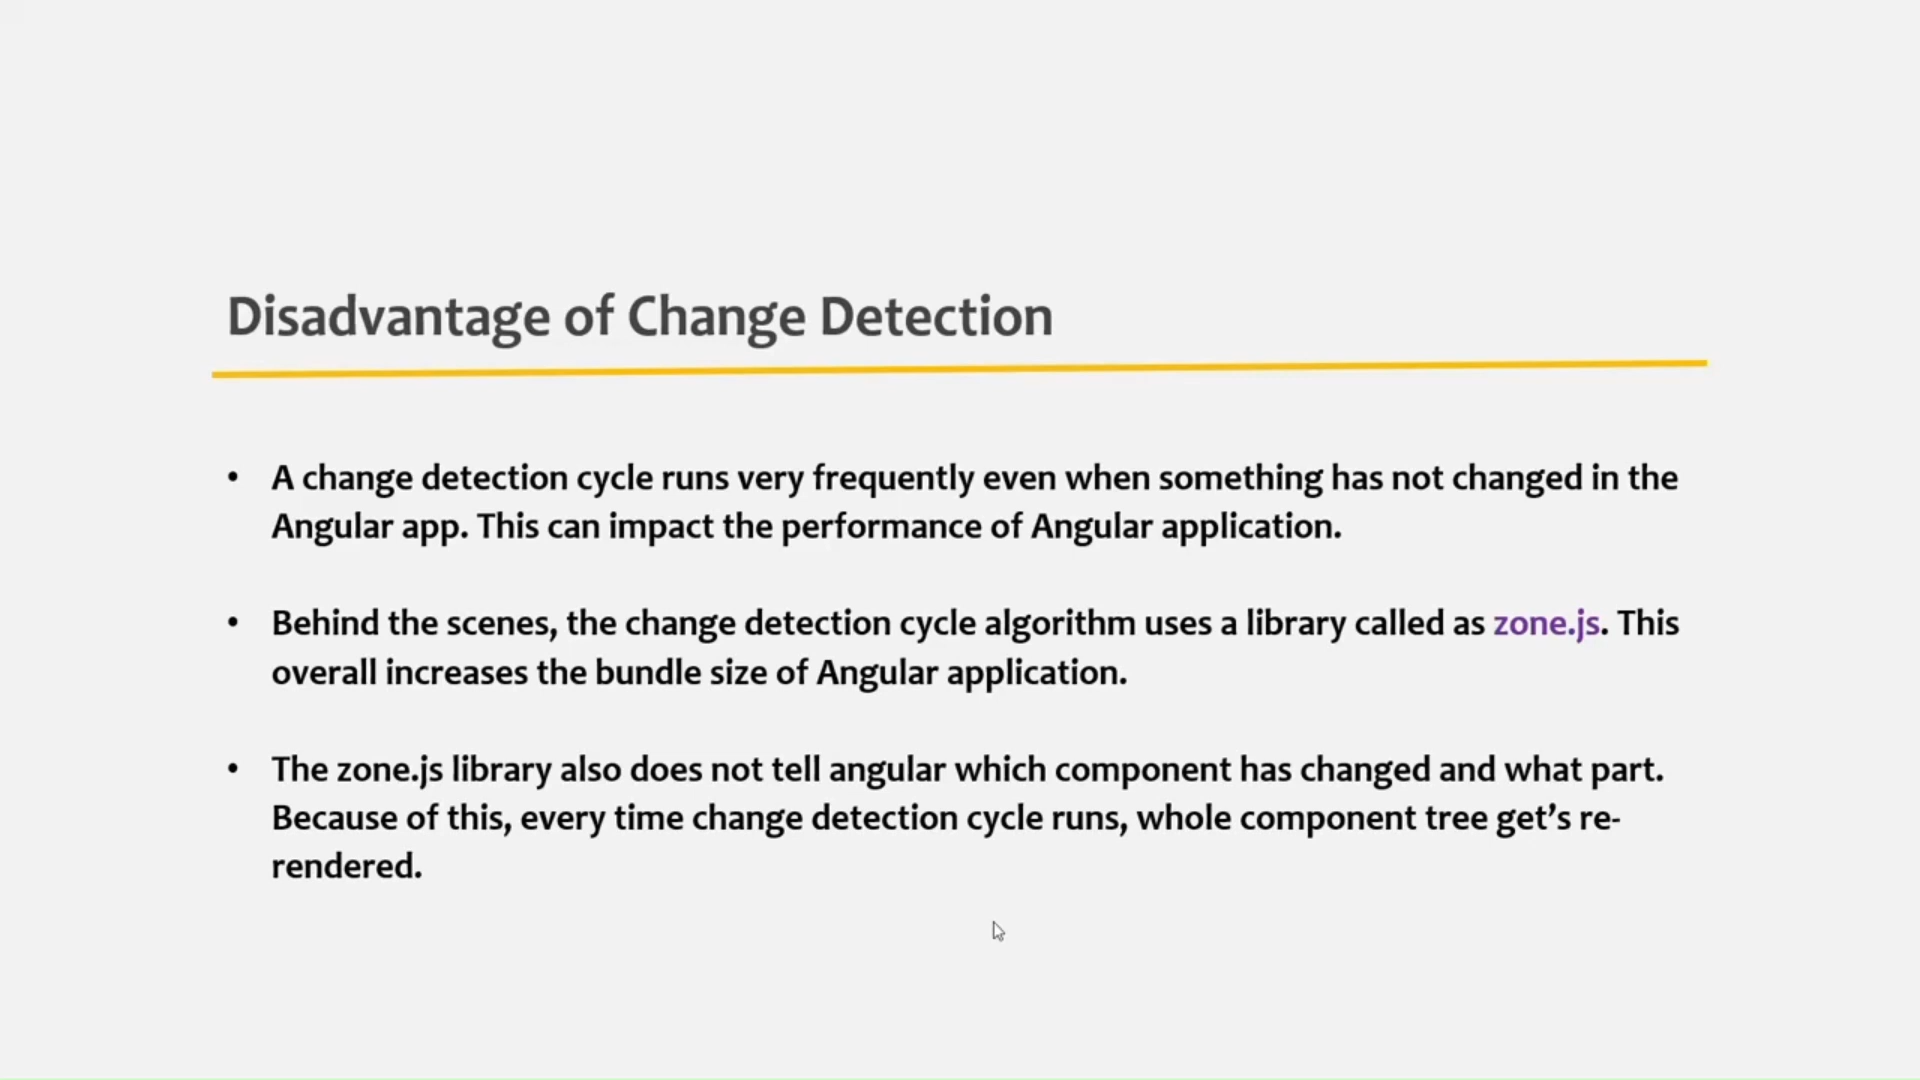 Disadvantage of Change Detection
• A change detection cycle runs very frequently even when something has not changed in the
Angular app. This can impact the performance of Angular application.
• Behind the scenes, the change detection cycle algorithm uses a library called as zone.js. This
overall increases the bundle size of Angular application.
• The zone.js library also does not tell angular which component has changed and what part.
Because of this, every time change detection cycle runs, whole component tree get’s re-
rendered.